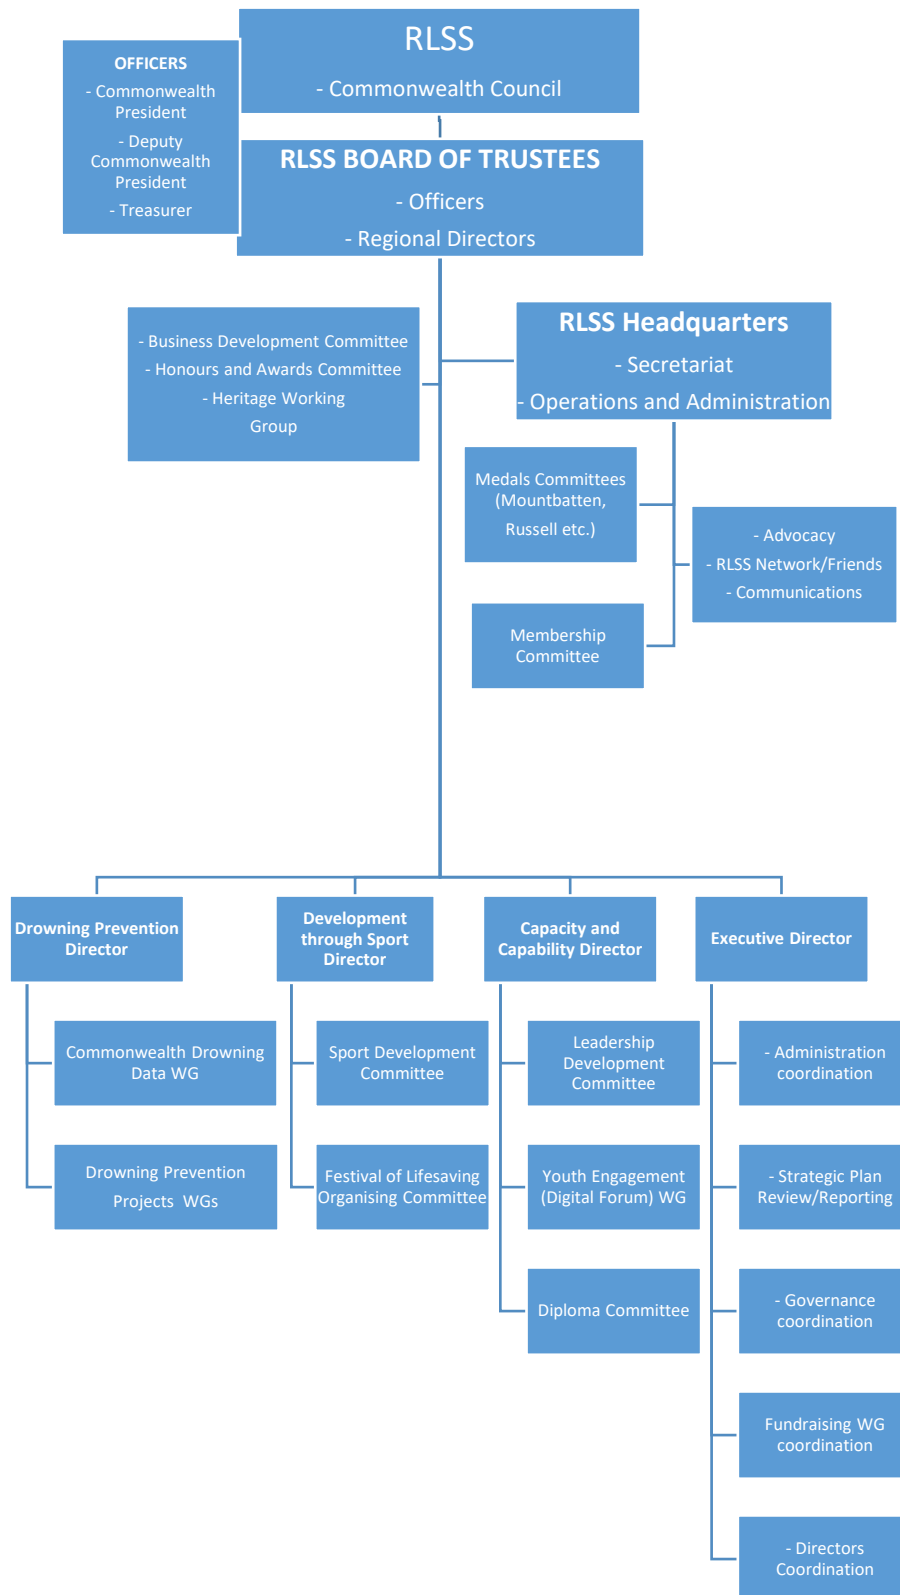 RLSS
- Commonwealth Council
OFFICERS
- Commonwealth
President
- Deputy
Commonwealth
President
- Treasurer
RLSS BOARD OF TRUSTEES
- Officers
- Regional Directors
- Business Development Committee
- Honours and Awards Committee
- Heritage Working
Group
RLSS Headquarters
- Secretariat
- Operations and Administration
Medals Committees
(Mountbatten,
Russell etc.)
- Advocacy
- RLSS Network/Friends
- Communications
Membership
Committee
Drowning Prevention
Director
Commonwealth Drowning
Data WG
Drowning Prevention
Projects  WGs
Development
through Sport
Director
Sport Development
Committee
Festival of Lifesaving
Organising Committee
Capacity and
Capability Director
Leadership
Development
Committee
Youth Engagement
(Digital Forum) WG
Diploma Committee
Executive Director
- Administration
coordination
- Strategic Plan
Review/Reporting
- Governance
coordination
Fundraising WG
coordination
- Directors
Coordination